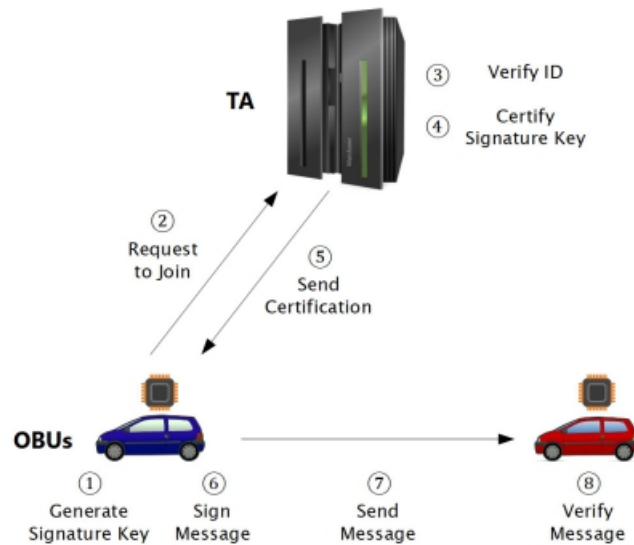 TA
③ Verify ID
④ Certify
Signature Key
②
Request
to Join
⑤
Send
Certification
OBUs
①
Generate
Signature Key
⑥
Sign
Message
⑦
Send
Message
⑧
Verify
Message